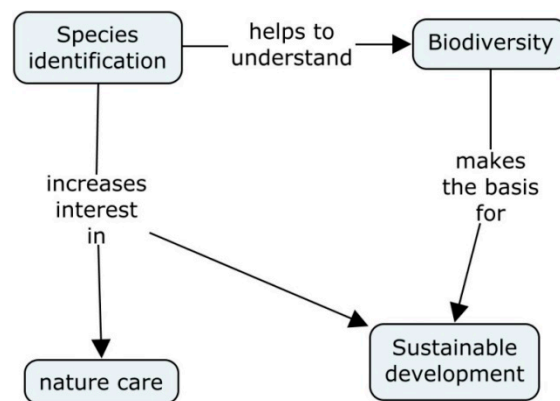 Species
identification
helps to
understand
Biodiversity
increases
interest
in
makes
the basis
for
nature care
Sustainable
development